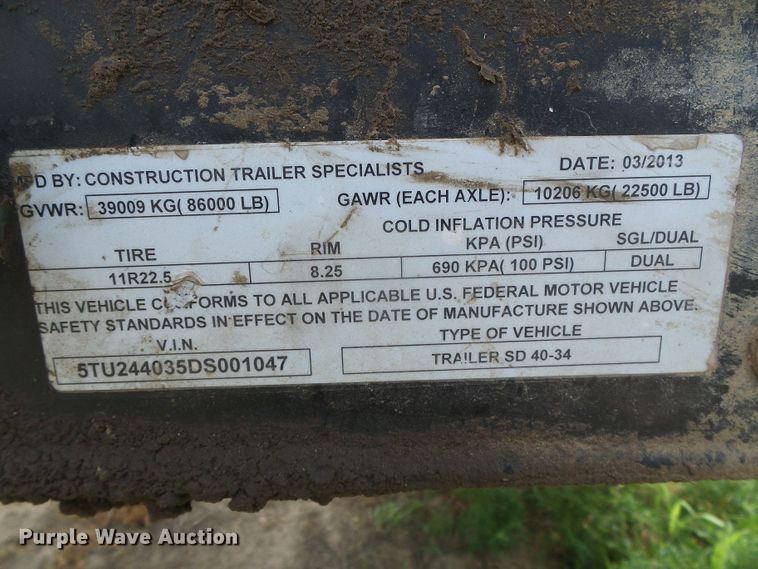 MFD BY: CONSTRUCTION TRAILER SPECIALISTS DATE: 03/2013
GVWR: 39009 KG( 86000 LB) GAWR (EACH AXLE): 10206 KG( 22500 LB)
COLD INFLATION PRESSURE
TIRE RIM KPA (PSI) SGL/DUAL
11R22.5 8.25 690 KPA( 100 PSI) DUAL
THIS VEHICLE CONFORMS TO ALL APPLICABLE U.S. FEDERAL MOTOR VEHICLE
SAFETY STANDARDS IN EFFECT ON THE DATE OF MANUFACTURE SHOWN ABOVE.
V.I.N. TYPE OF VEHICLE
5TU244035DS001047 TRAILER SD 40-34
Purple Wave Auction